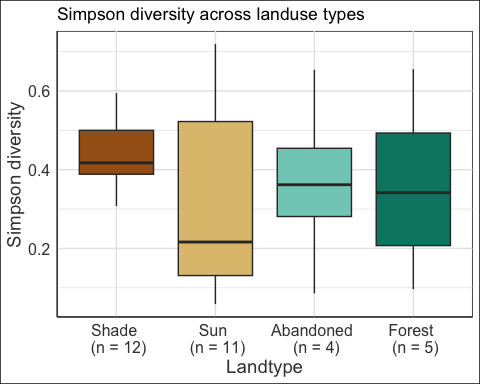 Simpson diversity across landuse types
Simpson diversity
0.6
0.4
0.2
Shade Sun Abandoned Forest
(n = 12) (n = 11) (n = 4) (n = 5)
Landtype